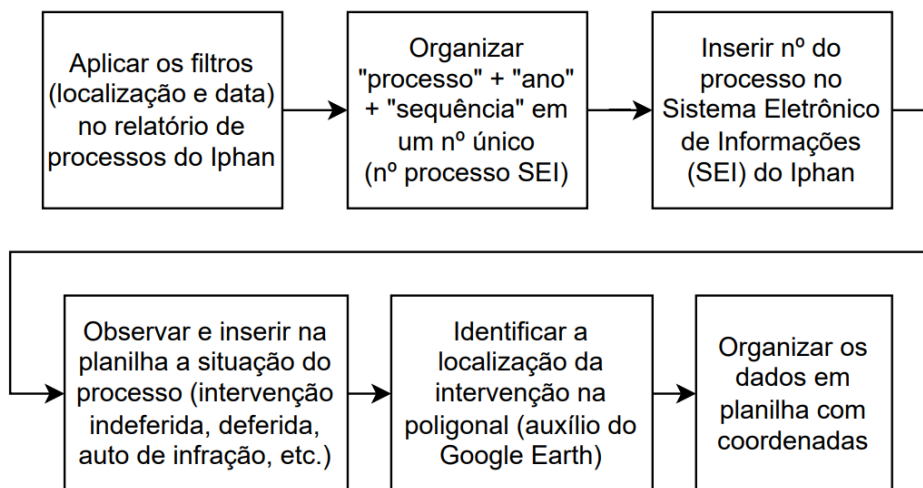 Aplicar os filtros
(localização e data)
no relatório de
processos do Iphan
Organizar
"processo" + "ano"
+ "sequência" em
um nº único
(nº processo SEI)
Inserir nº do
processo no
Sistema Eletrônico
de Informações
(SEI) do Iphan
Observar e inserir na
planilha a situação do
processo (intervenção
indeferida, deferida,
auto de infração, etc.)
Identificar a
localização da
intervenção na
poligonal (auxílio do
Google Earth)
Organizar os
dados em
planilha com
coordenadas